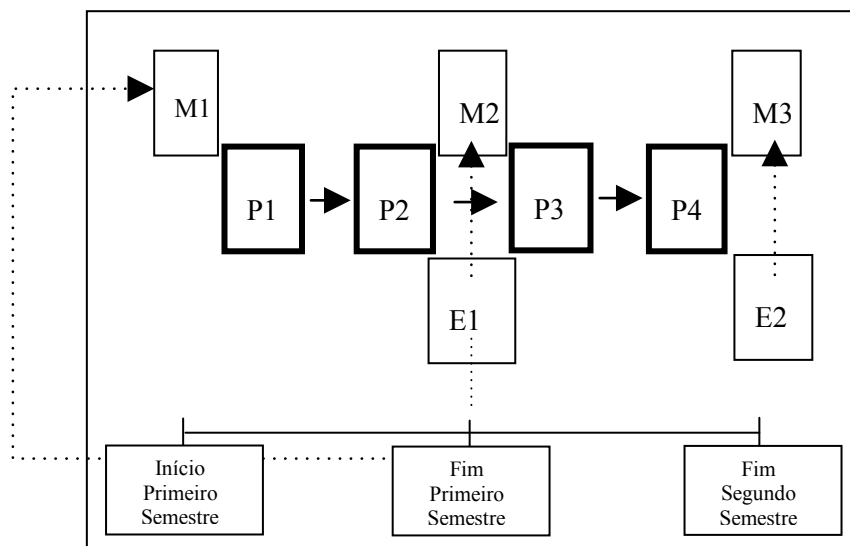 M1
M2
M3
P1
P2
P3
P4
E1
E2
Início
Primeiro
Semestre
Fim
Primeiro
Semestre
Fim
Segundo
Semestre